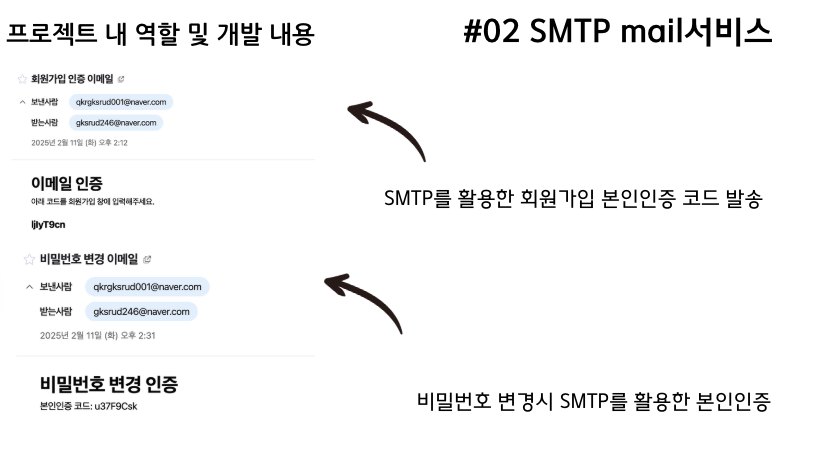 프로젝트 내 역할 및 개발 내용
#02 SMTP mail서비스
회원가입 인증 이메일
보낸사람 qkrgksrud001@naver.com
받는사람 gksrud246@naver.com
2025년 2월 11일 (화) 오후 2:12
SMTP를 활용한 회원가입 본인인증 코드 발송
이메일 인증
아래 코드를 회원가입 창에 입력해주세요.
ljlyT9cn
비밀번호 변경 이메일
보낸사람 qkrgksrud001@naver.com
받는사람 gksrud246@naver.com
2025년 2월 11일 (화) 오후 2:31
비밀번호 변경 인증
본인인증 코드: u37F9Csk
비밀번호 변경시 SMTP를 활용한 본인인증